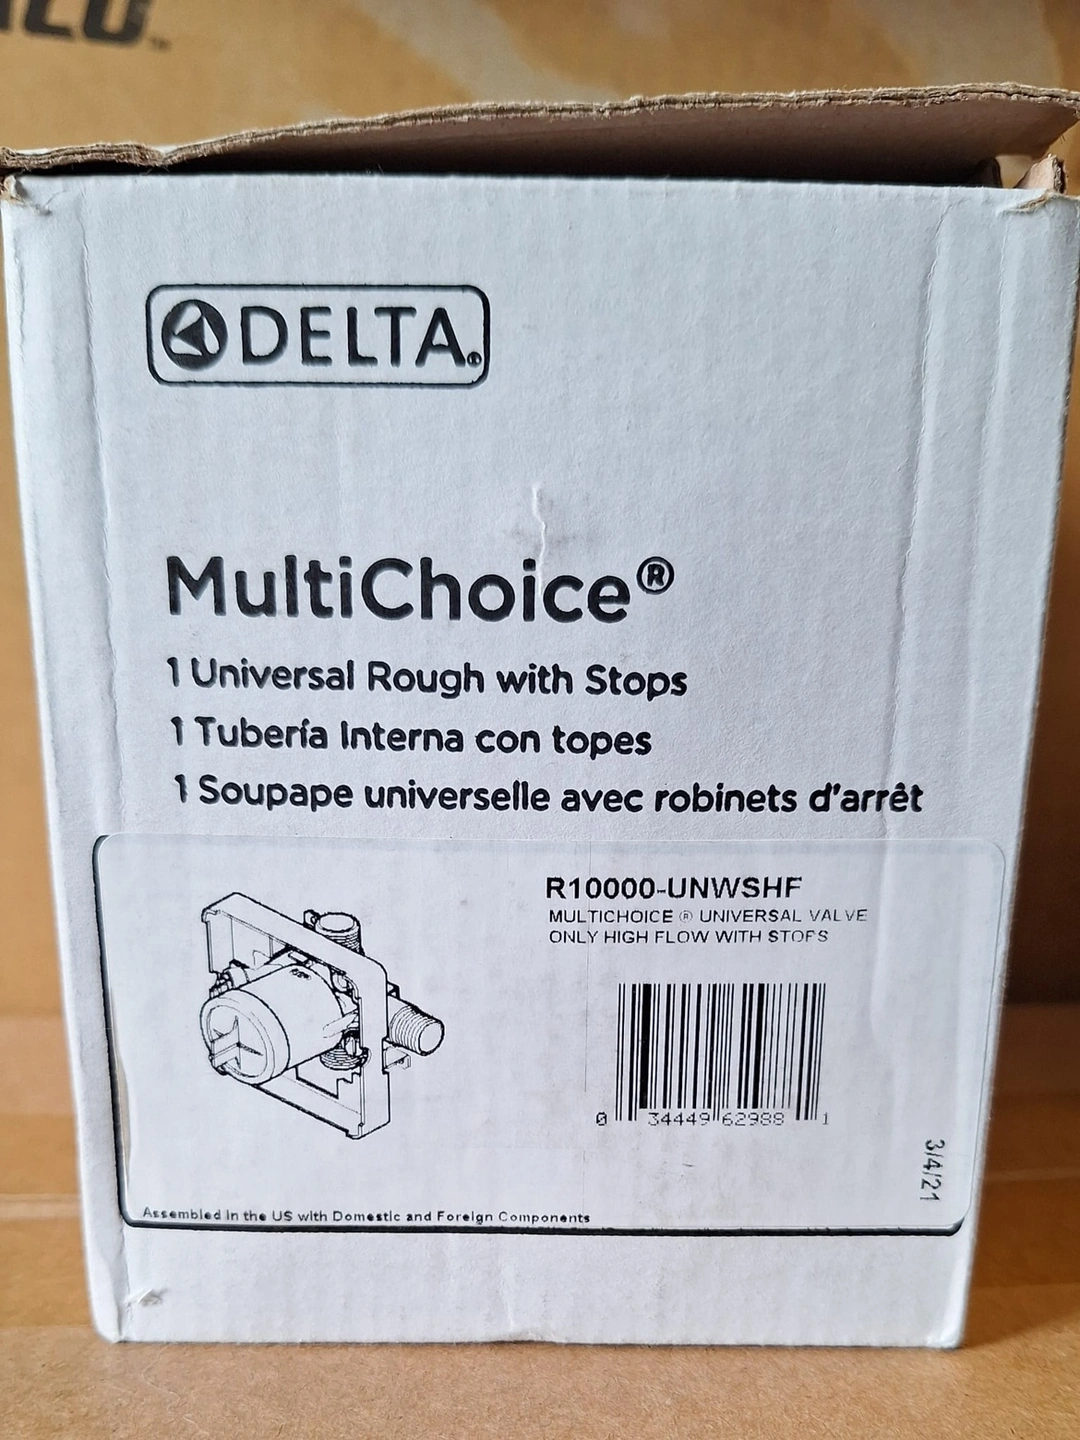 DELTA®
MultiChoice®
1 Universal Rough with Stops
1 Tubería Interna con topes
1 Soupape universelle avec robinets d'arrêt
R10000-UNWSHF
MULTICHOICE ® UNIVERSAL VALVE
ONLY HIGH FLOW WITH STOPS
0 34449 62988 1
3/4/21
Assembled in the US with Domestic and Foreign Components